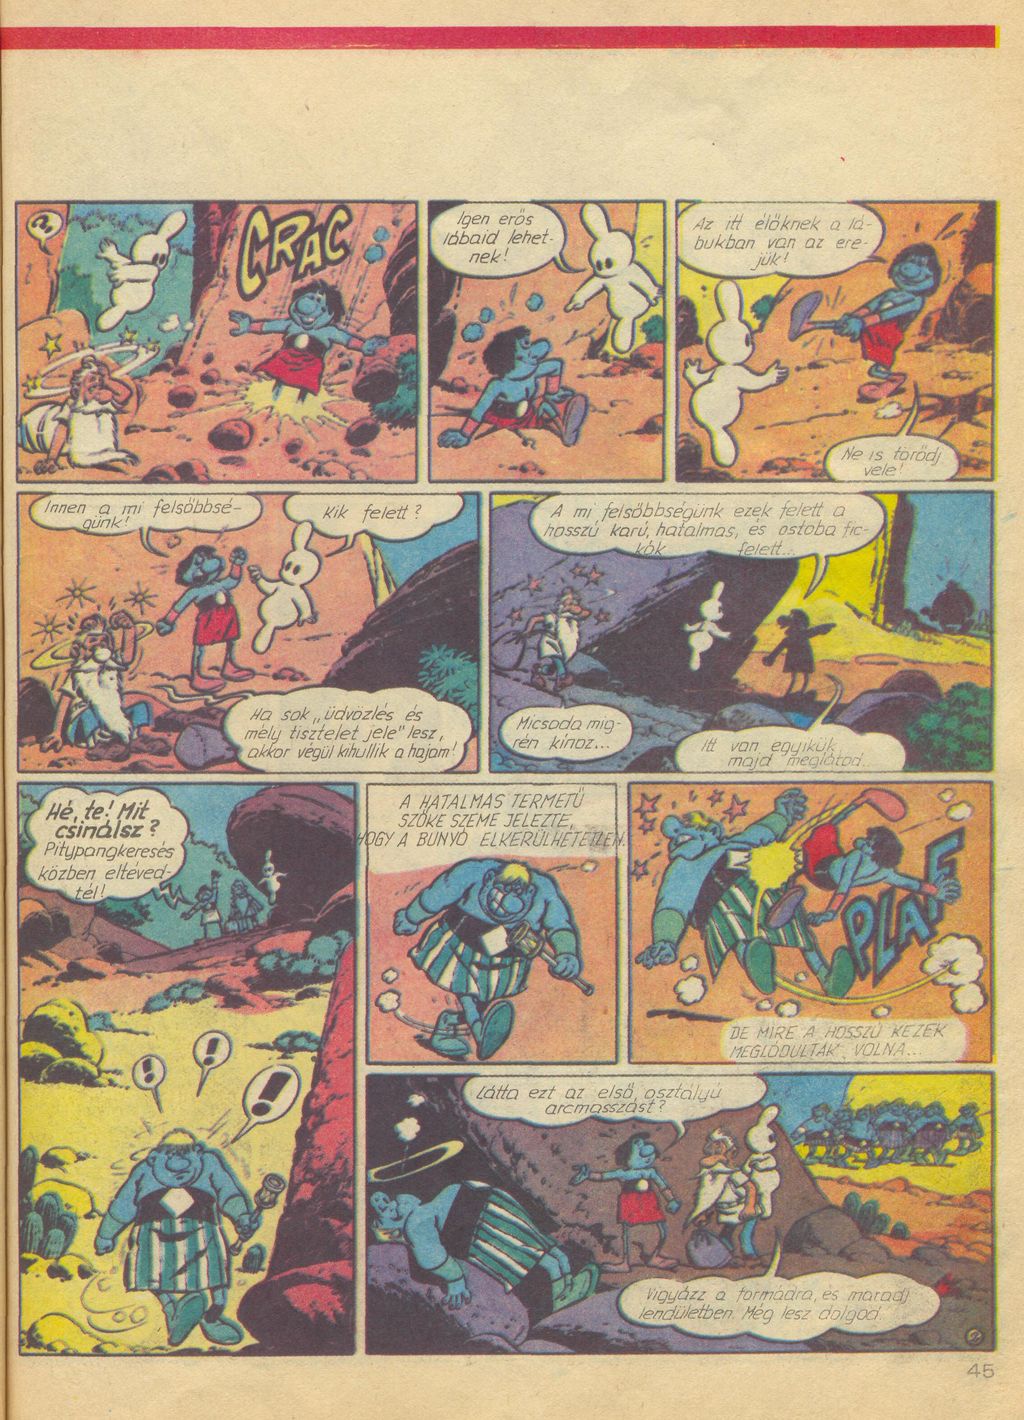 ?
CRAC
Igen erős
lábaid lehet-
nek!
Az itt élőknek a lá-
bukban van az ere-
jük!
Ne is törődj
vele!
Innen a mi felsőbbsé-
günk!
Kik felett?
Ha sok „üdvözlés és
mély tisztelet jele" lesz,
akkor végül kihullik a hajam!
A mi felsőbbségünk ezek felett a
hosszú karú, hatalmas, és ostoba fic-
kók felett...
Micsoda mig-
rén kínoz...
Itt van egyikük,
majd meglátod...
Hé, te! Mit
csinálsz?
Pitypangkeresés
közben eltéved-
tél!
!
!
!
A HATALMAS TERMETŰ
SZŐKE SZEME JELEZTE,
HOGY A BUNYÓ ELKERÜLHETETLEN.
PLAF
DE MIRE A HOSSZÚ KEZEK
MEGLÓDULTAK VOLNA...
Látta ezt az első osztályú
arcmasszást?
Vigyázz a formádra, és maradj
lendületben. Még lesz dolgod.
2
45